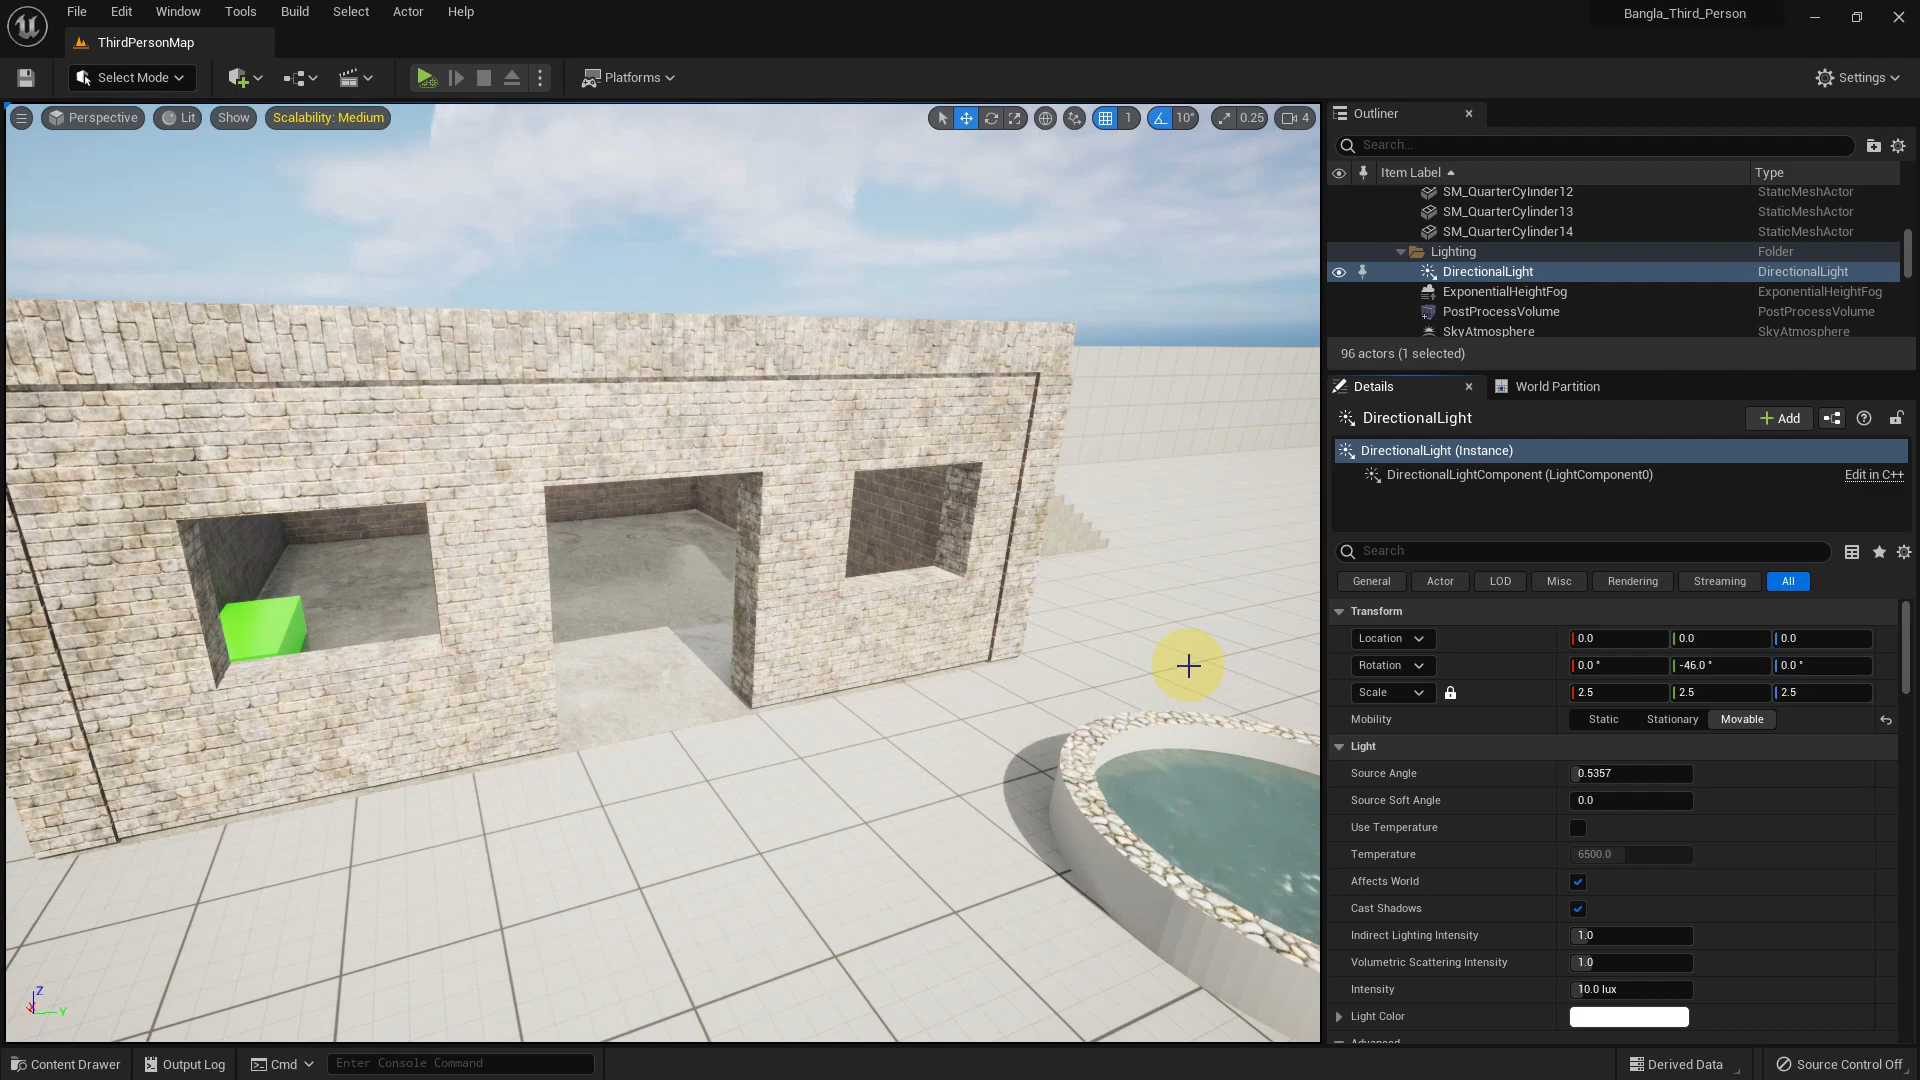 File Edit Window Tools Build Select Actor Help
Bangla_Third_Person
ThirdPersonMap
Select Mode
Platforms
Settings
Perspective Lit Show Scalability: Medium
1 10° 0.25 4
Outliner
Search...
Item Label Type
SM_QuarterCylinder12 StaticMeshActor
SM_QuarterCylinder13 StaticMeshActor
SM_QuarterCylinder14 StaticMeshActor
Lighting Folder
DirectionalLight DirectionalLight
ExponentialHeightFog ExponentialHeightFog
PostProcessVolume PostProcessVolume
SkyAtmosphere SkyAtmosphere
96 actors (1 selected)
Details World Partition
DirectionalLight Add
DirectionalLight (Instance)
DirectionalLightComponent (LightComponent0) Edit in C++
Search
General Actor LOD Misc Rendering Streaming All
Transform
Location 0.0 0.0 0.0
Rotation 0.0 ° -46.0 ° 0.0 °
Scale 2.5 2.5 2.5
Mobility Static Stationary Movable
Light
Source Angle 0.5357
Source Soft Angle 0.0
Use Temperature
Temperature 6500.0
Affects World
Cast Shadows
Indirect Lighting Intensity 1.0
Volumetric Scattering Intensity 1.0
Intensity 10.0 lux
Light Color
Advanced
Z
X
Y
Content Drawer Output Log Cmd Enter Console Command Derived Data Source Control Off